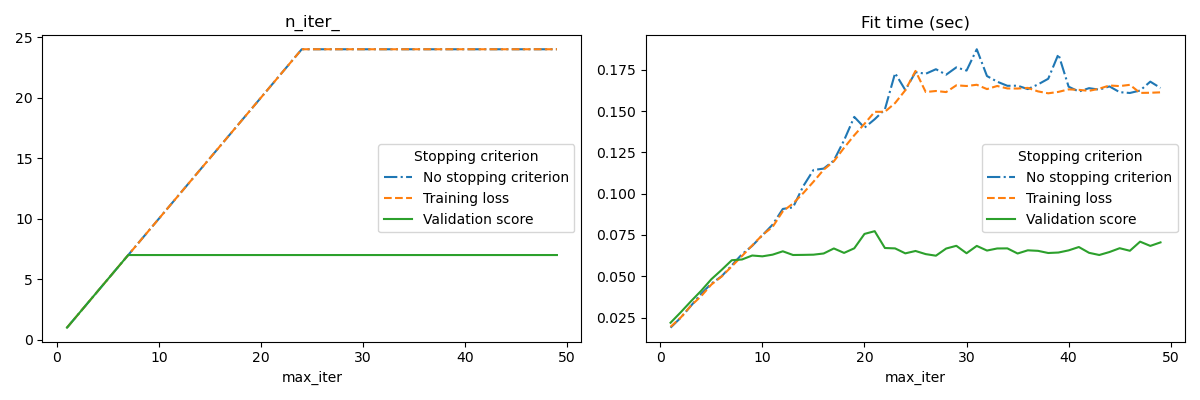 n_iter_
25
20
15
10
5
0
0
10
20
30
40
50
max_iter
Stopping criterion
No stopping criterion
Training loss
Validation score
Fit time (sec)
0.175
0.150
0.125
0.100
0.075
0.050
0.025
0
10
20
30
40
50
max_iter
Stopping criterion
No stopping criterion
Training loss
Validation score